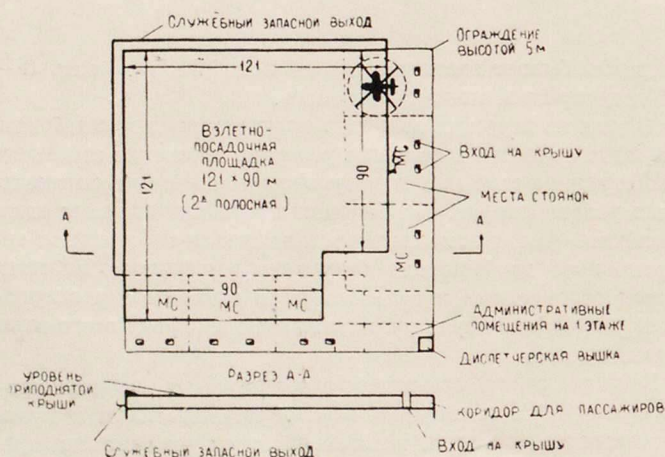 Служебный запасной выход
Ограждение
высотой 5 м
121
Взлетно-
посадочная
площадка
121 × 90 м
(2х полосная)
121
90
МС
Вход на крышу
Места стоянок
А
А
МС
90
МС
МС
МС
Административные
помещения на 1 этаже
Диспетчерская вышка
Разрез А-А
Уровень
приподнятой
крыши
Коридор для пассажиров
Служебный запасной выход
Вход на крышу